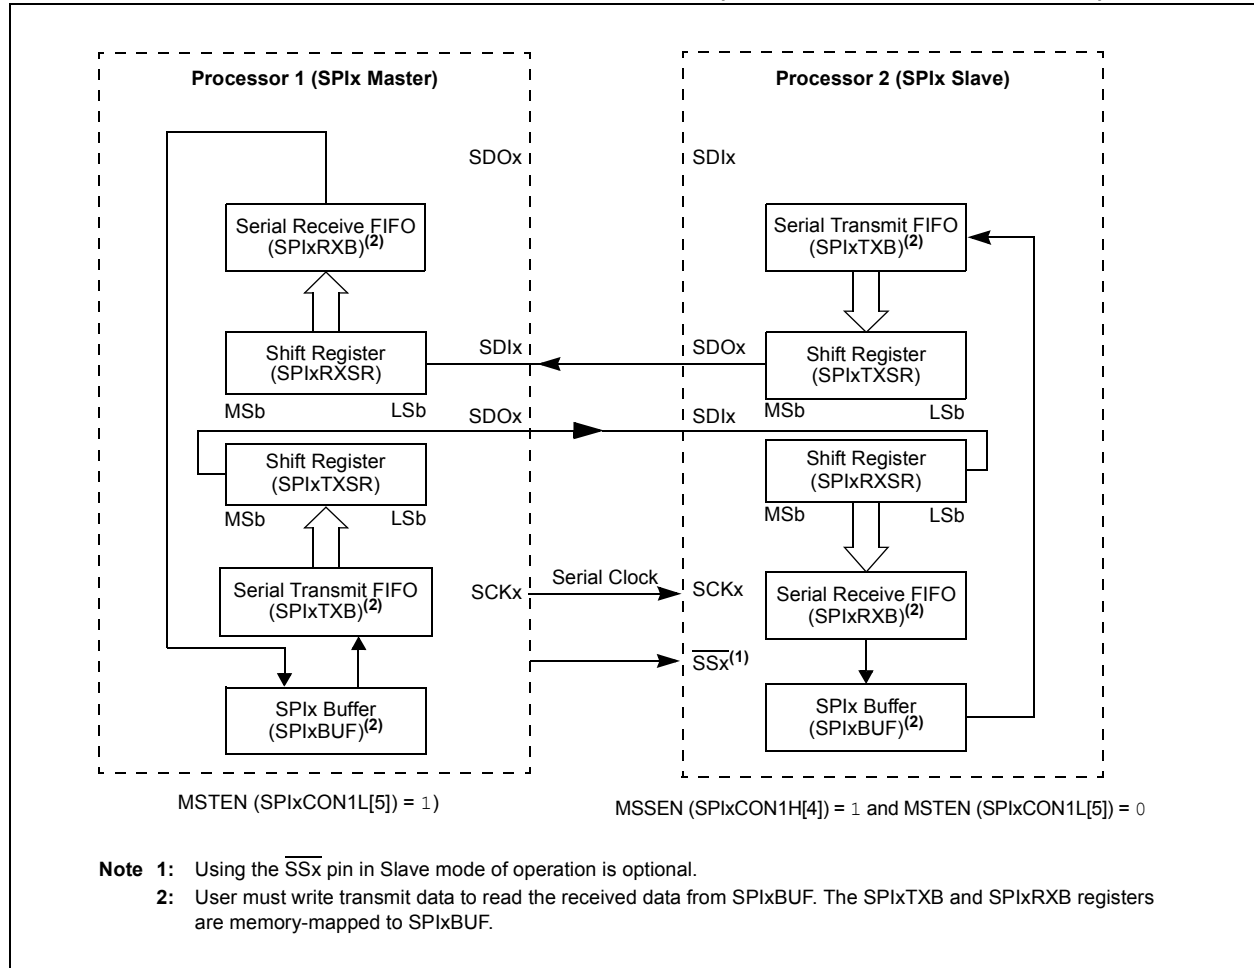 Processor 1 (SPIx Master)
SDOx
Serial Receive FIFO
(SPIxRXB)(2)
Shift Register
(SPIxRXSR)
MSb LSb
SDIx
SDOx
Shift Register
(SPIxTXSR)
MSb LSb
Serial Transmit FIFO
(SPIxTXB)(2)
SCKx
SPIx Buffer
(SPIxBUF)(2)
MSTEN (SPIxCON1L[5]) = 1)
Serial Clock
Processor 2 (SPIx Slave)
SDIx
Serial Transmit FIFO
(SPIxTXB)(2)
SDOx
Shift Register
(SPIxTXSR)
MSb LSb
SDIx
Shift Register
(SPIxRXSR)
MSb LSb
SCKx
Serial Receive FIFO
(SPIxRXB)(2)
SSx(1)
SPIx Buffer
(SPIxBUF)(2)
MSSEN (SPIxCON1H[4]) = 1 and MSTEN (SPIxCON1L[5]) = 0
Note 1: Using the SSx pin in Slave mode of operation is optional.
2: User must write transmit data to read the received data from SPIxBUF. The SPIxTXB and SPIxRXB registers
are memory-mapped to SPIxBUF.